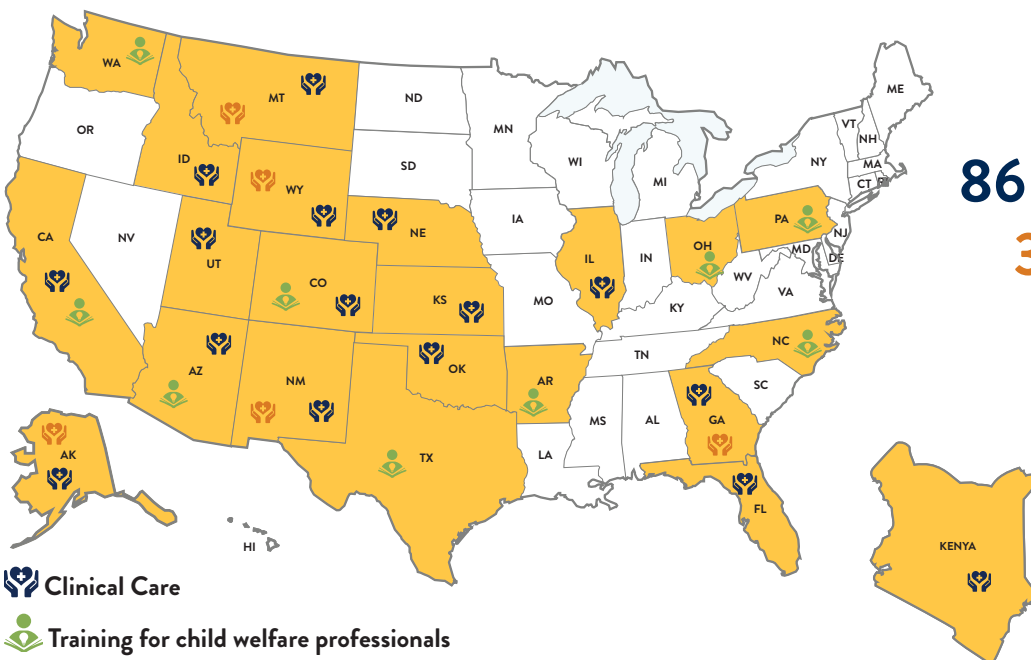 WA
MT
ND
MN
ME
OR
ID
WY
SD
WI
MI
VT
NH
NY
MA
CT
RI
CA
NV
UT
CO
NE
IA
IL
IN
OH
PA
NJ
MD
DE
86
3
KS
MO
KY
WV
VA
AZ
NM
OK
AR
TN
NC
SC
TX
LA
MS
AL
GA
FL
AK
HI
KENYA
Clinical Care
Training for child welfare professionals